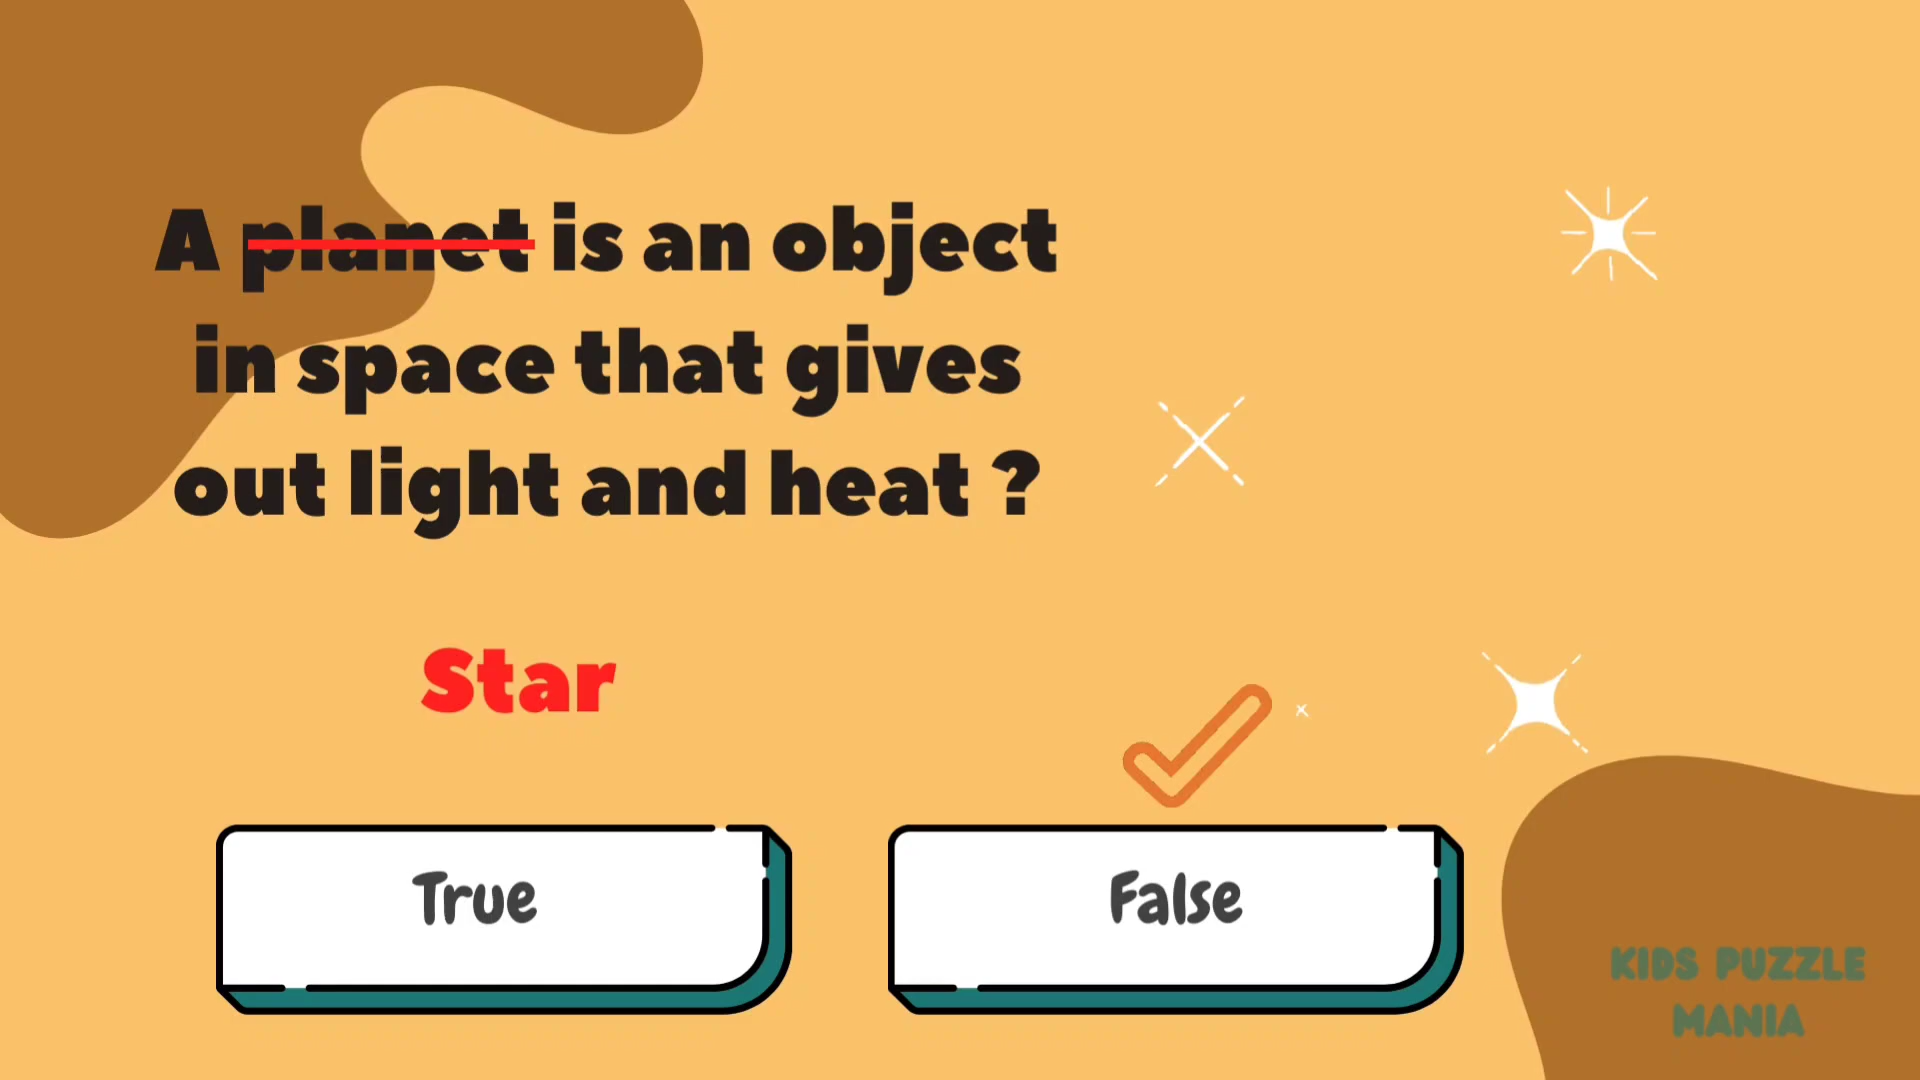 A planet is an object
in space that gives
out light and heat ?
Star
True
False
KIDS PUZZLE
MANIA